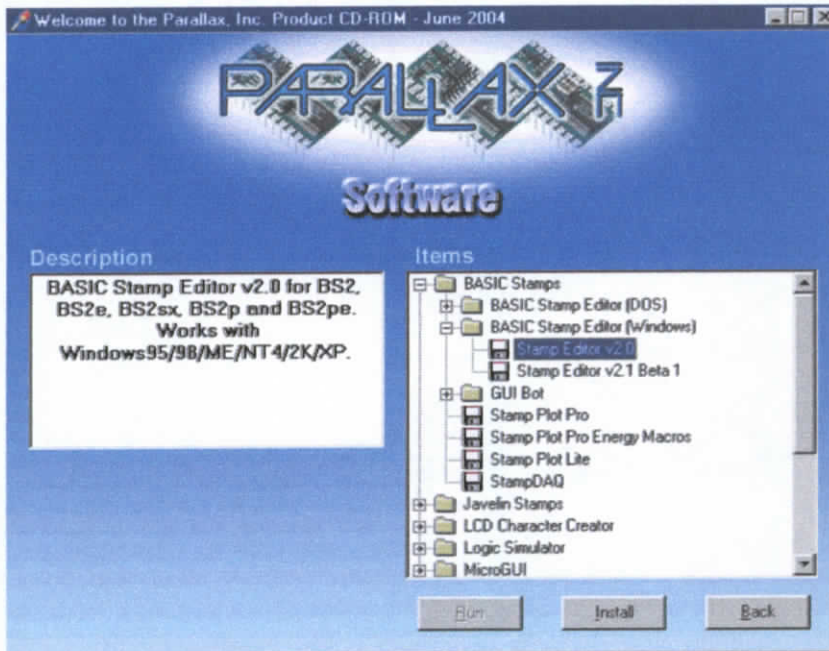 Welcome to the Parallax, Inc. Product CD-ROM - June 2004
PARALLAX INC
Software
Description
BASIC Stamp Editor v2.0 for BS2,
BS2e, BS2sx, BS2p and BS2pe.
Works with
Windows95/98/ME/NT4/2K/XP.
Items
BASIC Stamps
BASIC Stamp Editor (DOS)
BASIC Stamp Editor (Windows)
Stamp Editor v2.0
Stamp Editor v2.1 Beta 1
GUI Bot
Stamp Plot Pro
Stamp Plot Pro Energy Macros
Stamp Plot Lite
StampDAQ
Javelin Stamps
LCD Character Creator
Logic Simulator
MicroGUI
Run
Install
Back